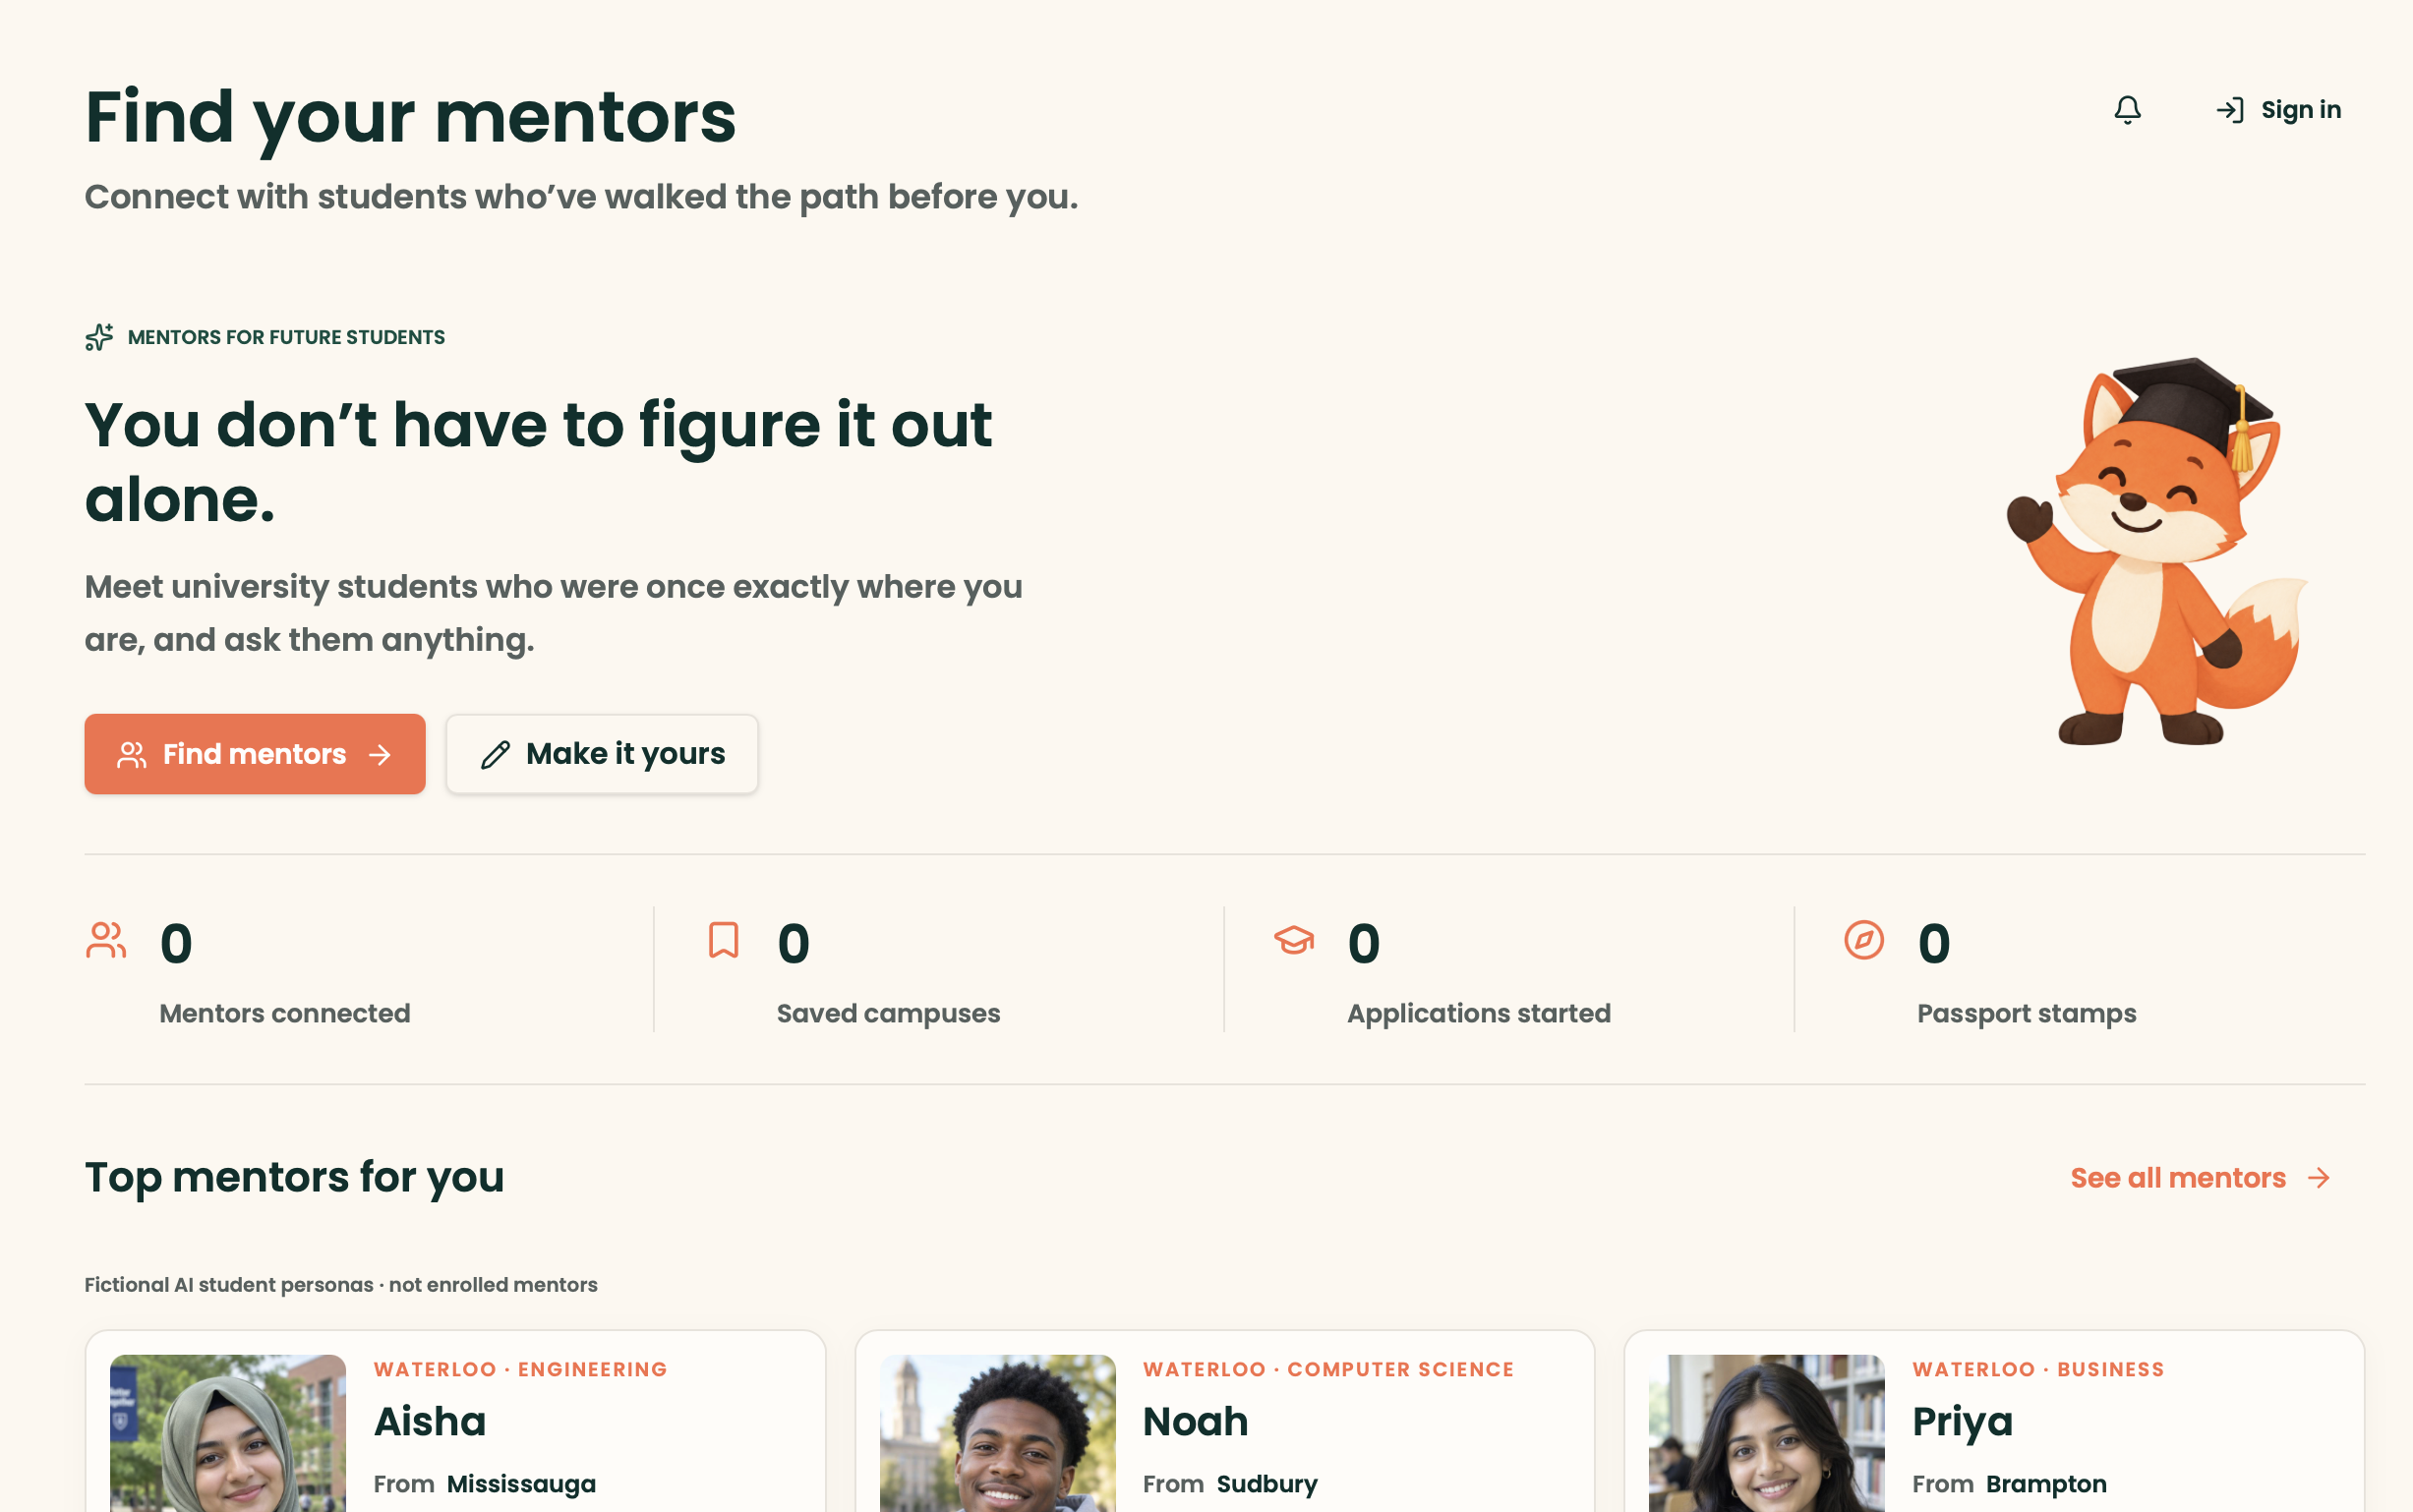 Find your mentors
Sign in
Connect with students who’ve walked the path before you.
MENTORS FOR FUTURE STUDENTS
You don’t have to figure it out
alone.
Meet university students who were once exactly where you
are, and ask them anything.
Find mentors
Make it yours
0
Mentors connected
0
Saved campuses
0
Applications started
0
Passport stamps
Top mentors for you
See all mentors
Fictional AI student personas · not enrolled mentors
WATERLOO · ENGINEERING
Aisha
From Mississauga
WATERLOO · COMPUTER SCIENCE
Noah
From Sudbury
WATERLOO · BUSINESS
Priya
From Brampton